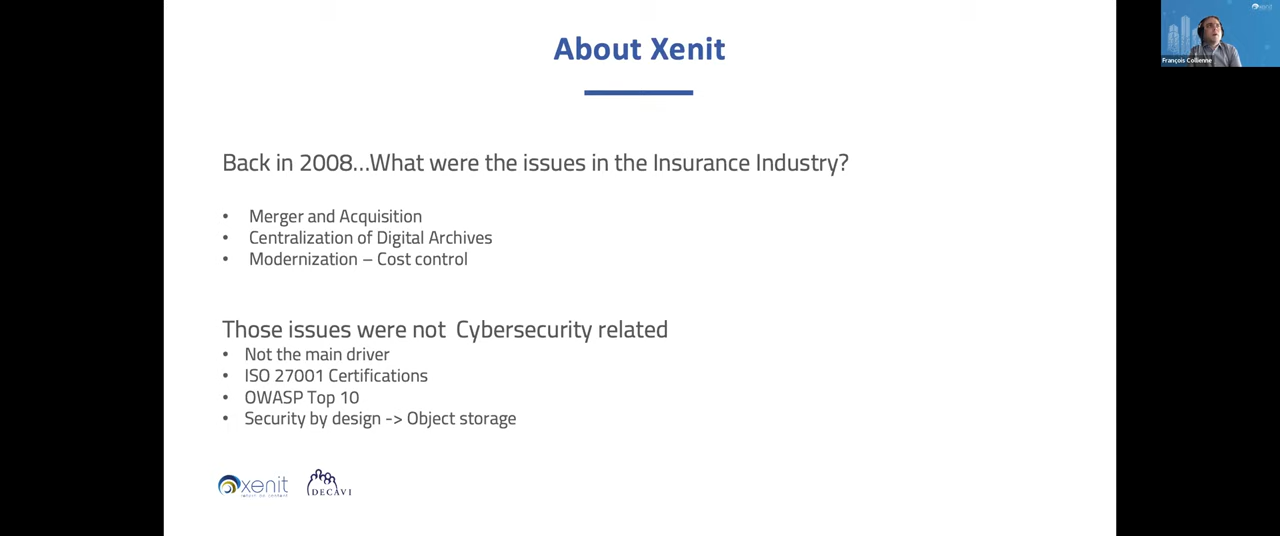 About Xenit
xenit
François Collienne
Back in 2008...What were the issues in the Insurance Industry?
• Merger and Acquisition
• Centralization of Digital Archives
• Modernization – Cost control
Those issues were not  Cybersecurity related
• Not the main driver
• ISO 27001 Certifications
• OWASP Top 10
• Security by design -> Object storage
xenit
DECAVI